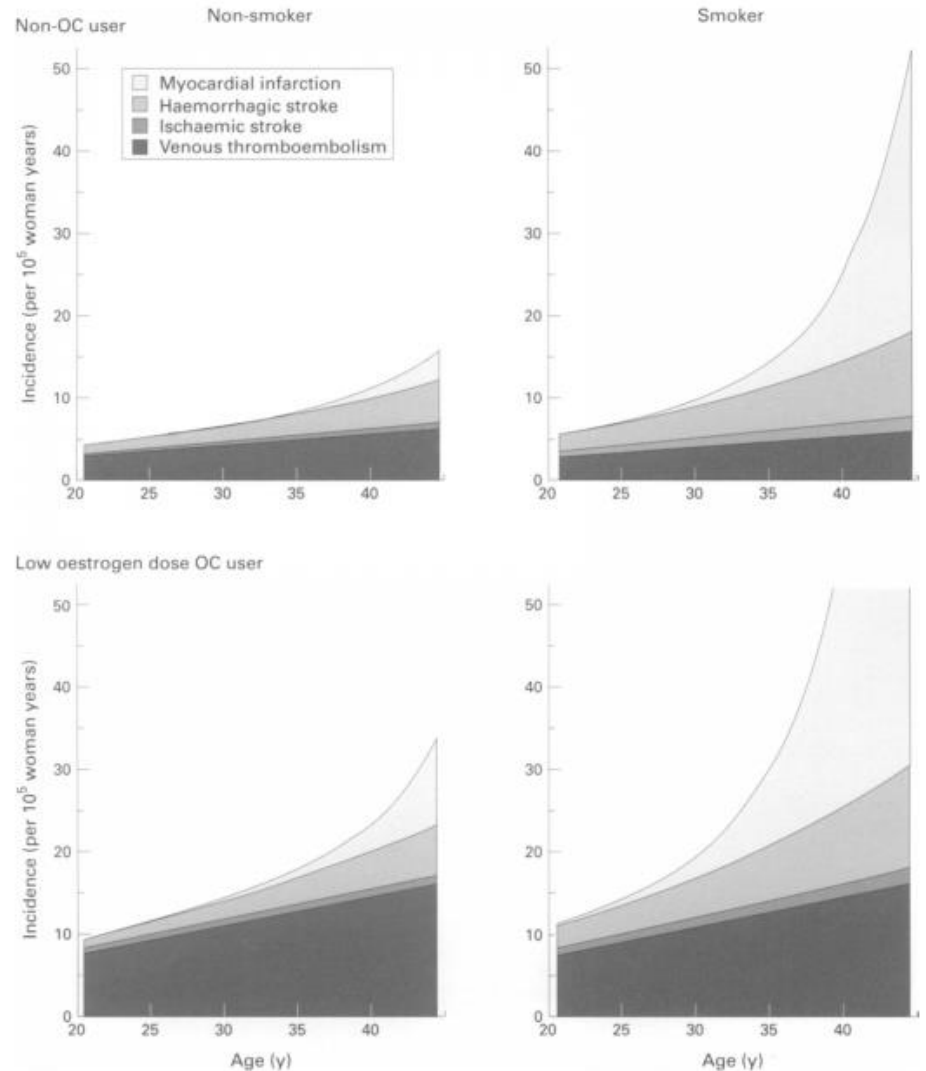 Non-smoker
Smoker
Non-OC user
Incidence (per 10⁵ woman years)
50
40
30
20
10
0
Myocardial infarction
Haemorrhagic stroke
Ischaemic stroke
Venous thromboembolism
20 25 30 35 40
50
40
30
20
10
0
20 25 30 35 40
Low oestrogen dose OC user
Incidence (per 10⁵ woman years)
50
40
30
20
10
0
20 25 30 35 40
Age (y)
50
40
30
20
10
0
20 25 30 35 40
Age (y)